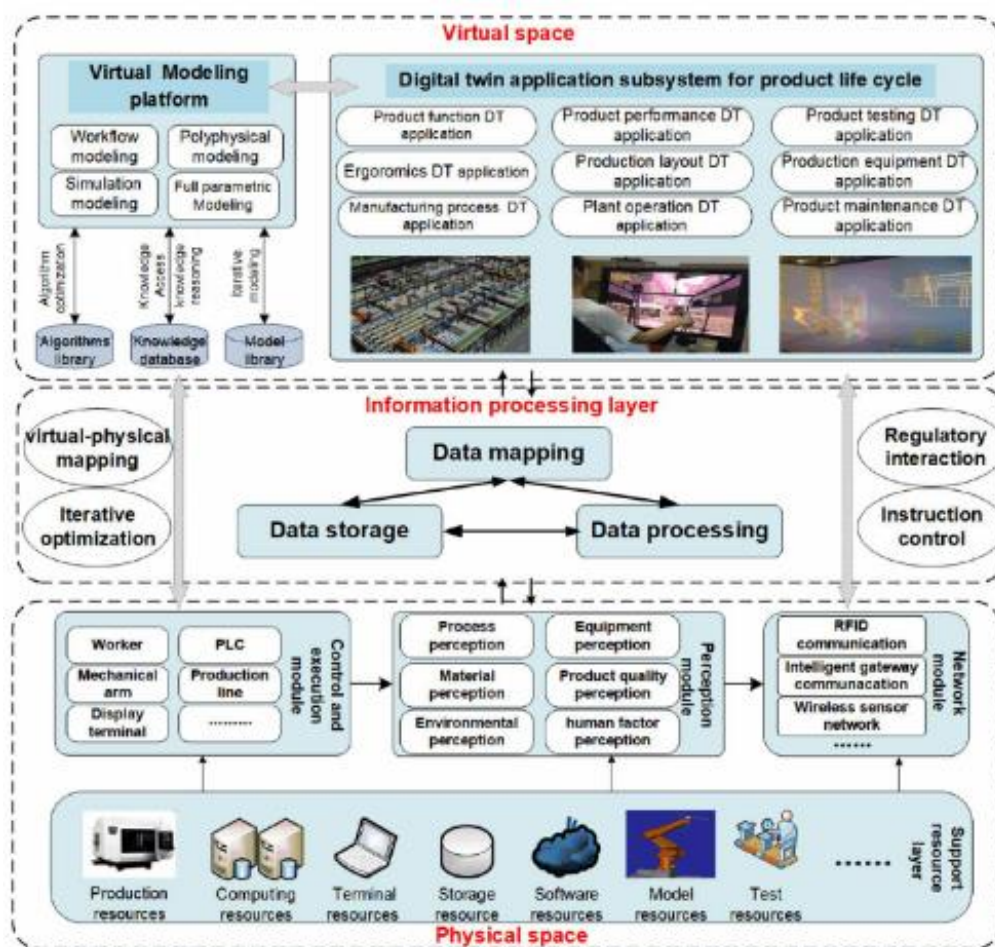 Virtual space
Virtual Modeling
platform
Workflow
modeling
Polyphysical
modeling
Simulation
modeling
Full parametric
Modeling
Algorithm
optimization
Knowledge
Access
knowledge
reasoning
Iterative
modeling
Algorithms
library
Knowledge
database
Model
library
Digital twin application subsystem for product life cycle
Product function DT
application
Product performance DT
application
Product testing DT
application
Ergoromics DT application
Production layout DT
application
Production equipment DT
application
Manufacturing process DT
application
Plant operation DT
application
Product maintenance DT
application
Information processing layer
virtual-physical
mapping
Iterative
optimization
Data mapping
Data storage
Data processing
Regulatory
interaction
Instruction
control
Worker
PLC
Mechanical
arm
Production
line
Display
terminal
.........
Control and
execution
module
Process
perception
Equipment
perception
Material
perception
Product quality
perception
Environmental
perception
human factor
perception
Perception
module
RFID
communication
Intelligent gateway
communacation
Wireless sensor
network
......
Network
module
Production
resources
Computing
resources
Terminal
resources
Storage
resource
Software
resources
Model
resources
Test
resources
......
Support
resource
layer
Physical space